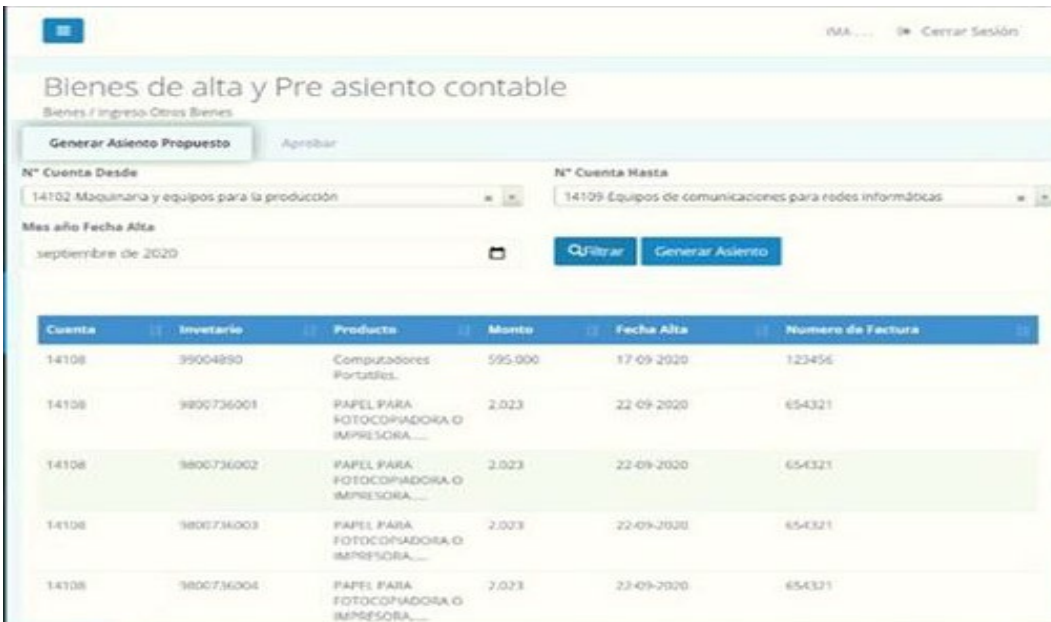 IMA..... Cerrar Sesión
Bienes de alta y Pre asiento contable
Bienes / Ingreso Otros Bienes
Generar Asiento Propuesto Aprobar
N° Cuenta Desde N° Cuenta Hasta
14102 Maquinaria y equipos para la producción 14109 Equipos de comunicaciones para redes informáticas
Mes año Fecha Alta
septiembre de 2020 Filtrar Generar Asiento
Cuenta Invetario Producto Monto Fecha Alta Numero de Factura
14108 99004890 Computadores 595.000 17-09-2020 123456
Portatiles.
14108 9800736001 PAPEL PARA 2.023 22-09-2020 654321
FOTOCOPIADORA O
IMPRESORA.....
14108 9800736002 PAPEL PARA 2.023 22-09-2020 654321
FOTOCOPIADORA O
IMPRESORA.....
14108 9800736003 PAPEL PARA 2.023 22-09-2020 654321
FOTOCOPIADORA O
IMPRESORA.....
14108 9800736004 PAPEL PARA 2.023 22-09-2020 654321
FOTOCOPIADORA O
IMPRESORA.....